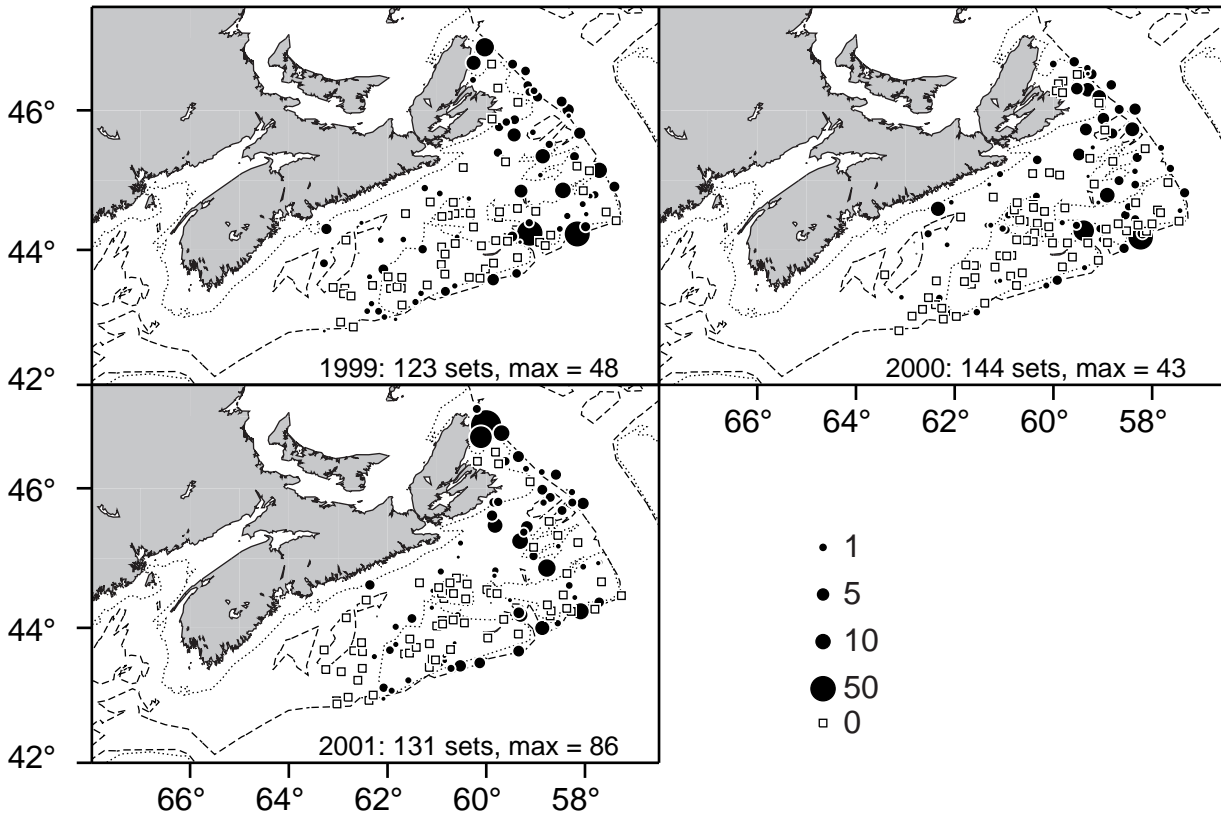 46°
44°
42°
1999: 123 sets, max = 48
2000: 144 sets, max = 43
66° 64° 62° 60° 58°
46°
44°
42°
2001: 131 sets, max = 86
66° 64° 62° 60° 58°
1
5
10
50
0